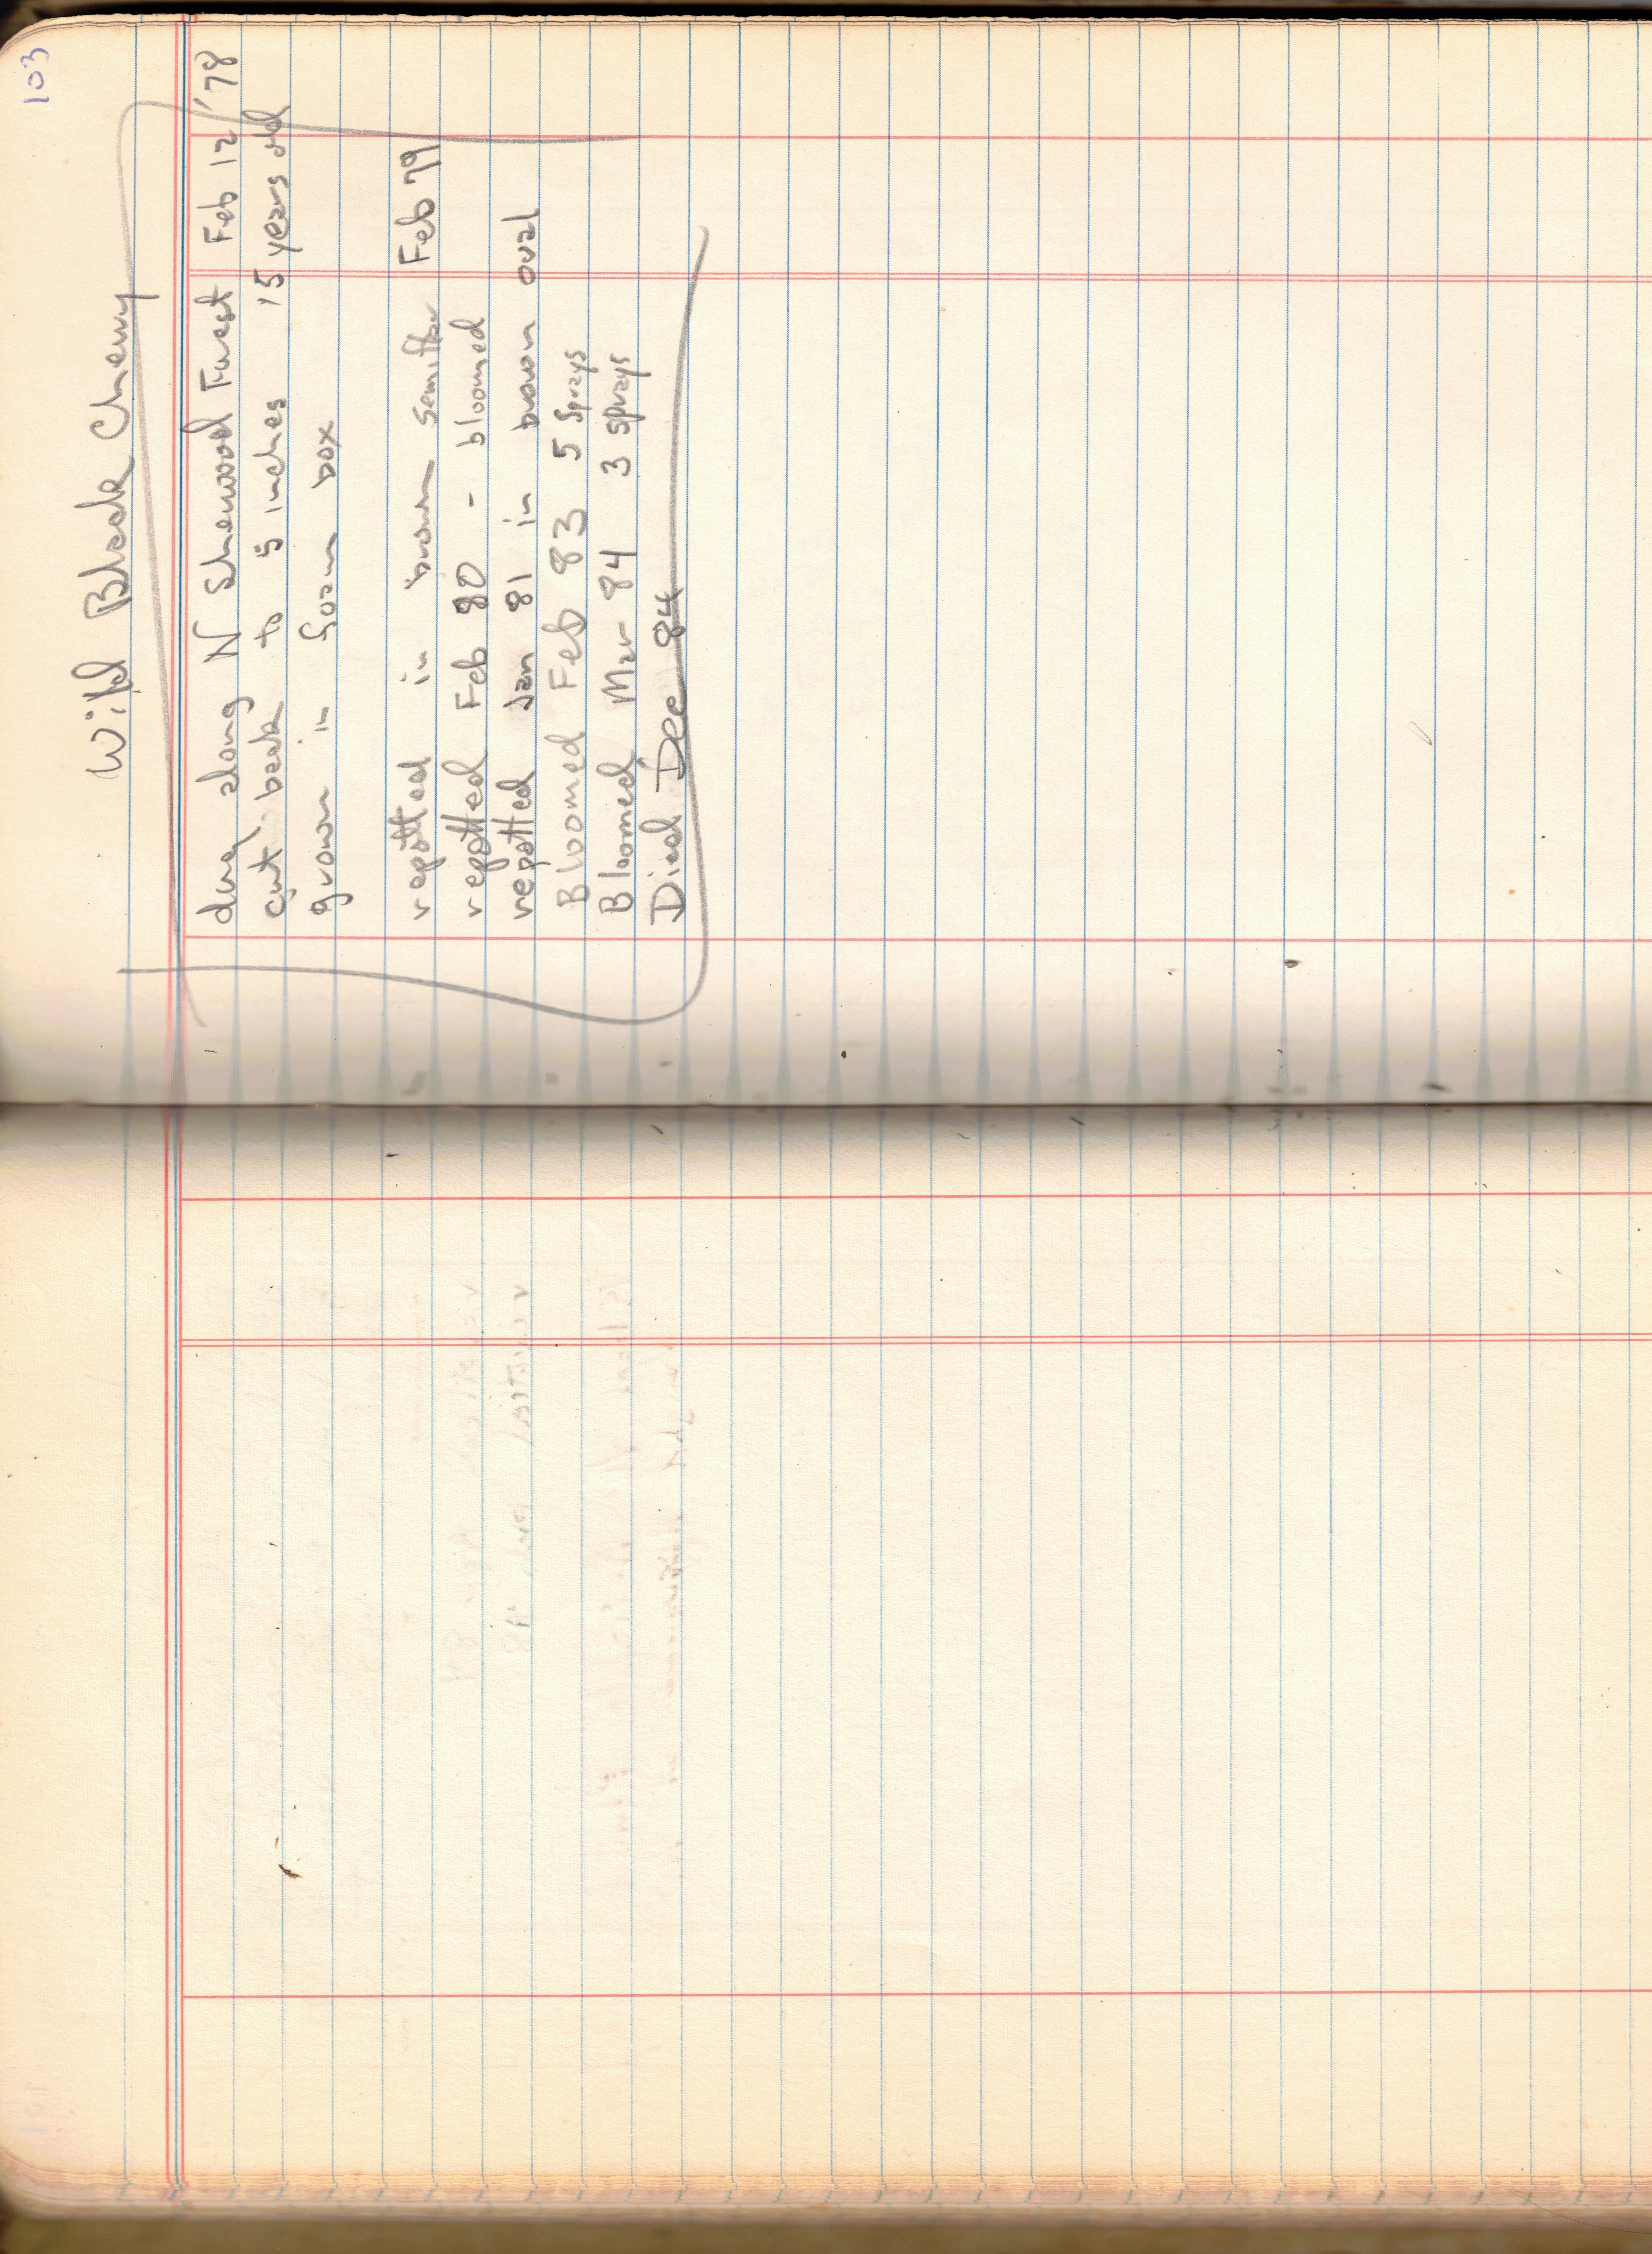 103
Wild Black Cherry
dug along N Sherwood Forest Feb 12 '78
cut back to 5 inches 15 years old
grown in foam box
repotted in brown Feb 79
repotted Feb 80 - bloomed
repotted Jan 81 in brown oval
Bloomed Feb 83 5 Sprays
Bloomed Mar 84 3 sprays
Died Dec 84